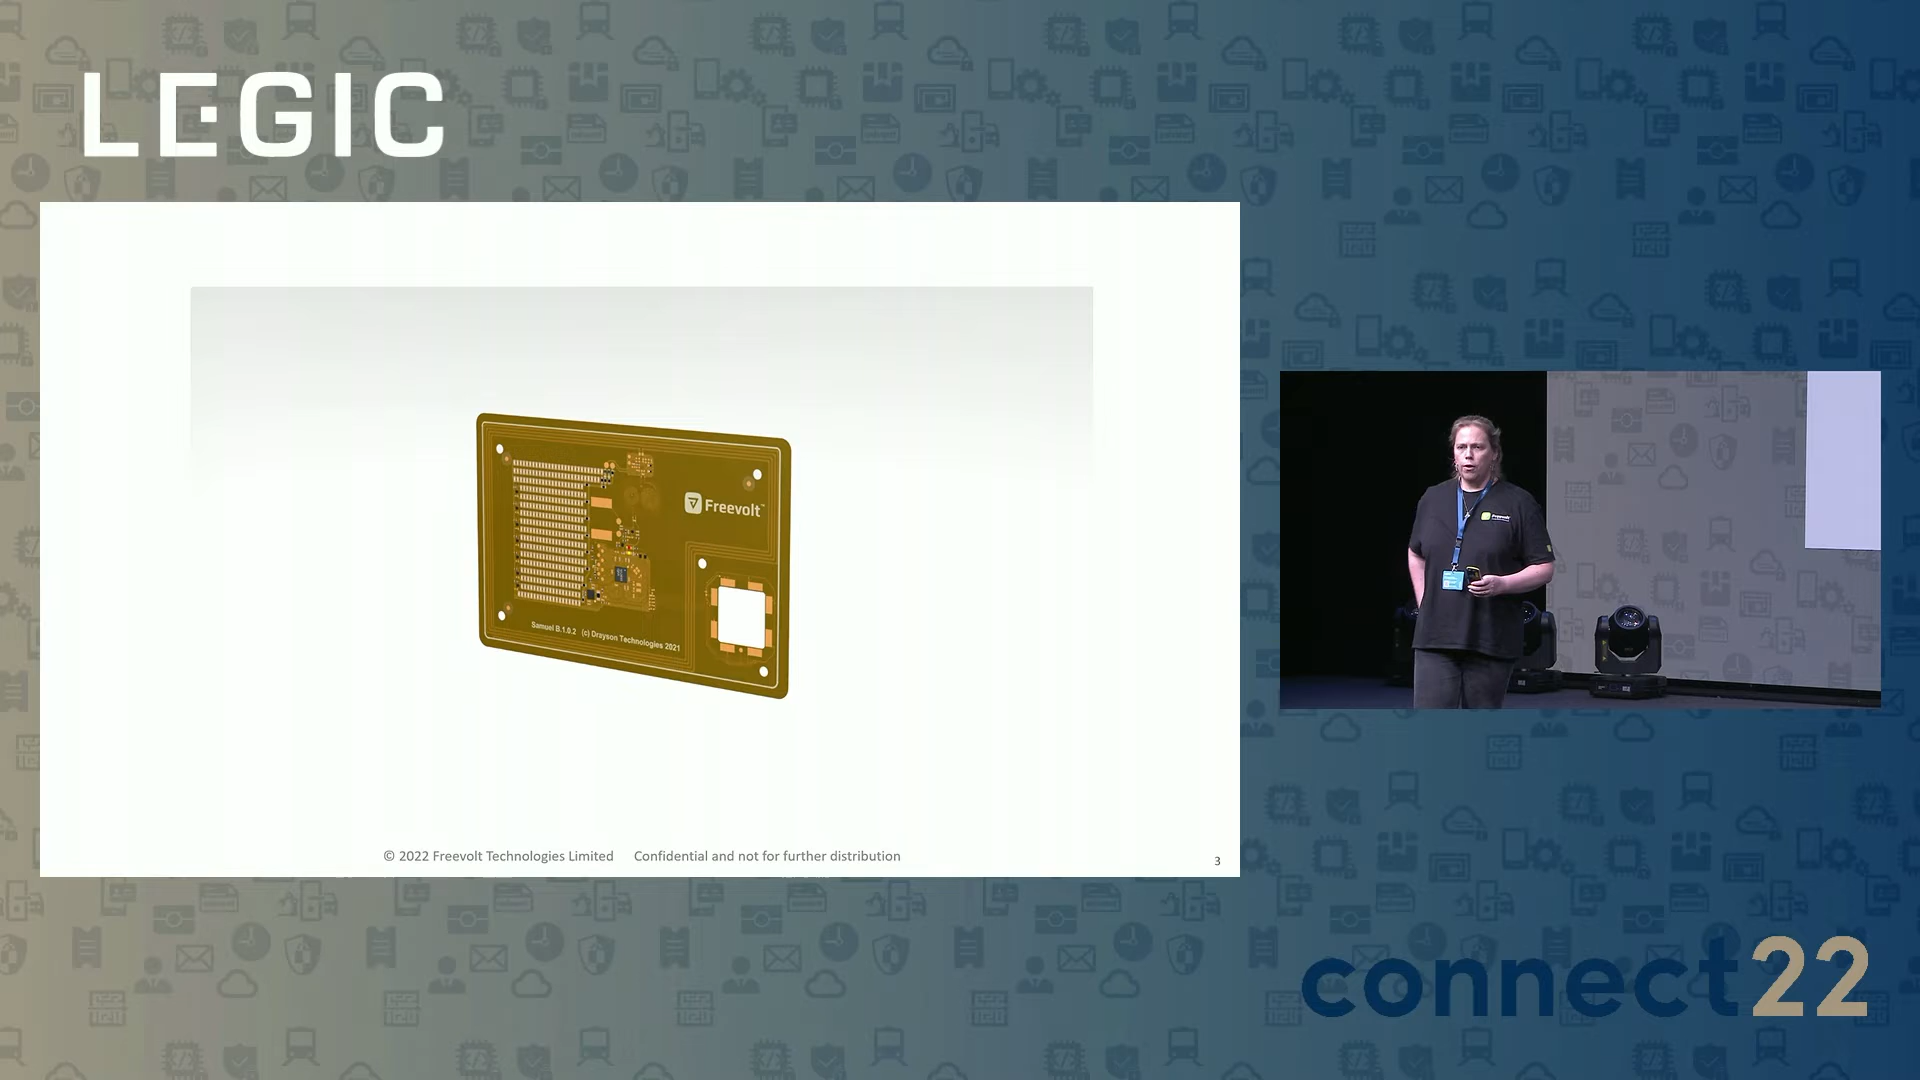 LEGIC
Freevolt™
Samuel B.1.0.2 (c) Drayson Technologies 2021
© 2022 Freevolt Technologies Limited Confidential and not for further distribution
3
Freevolt
connect22